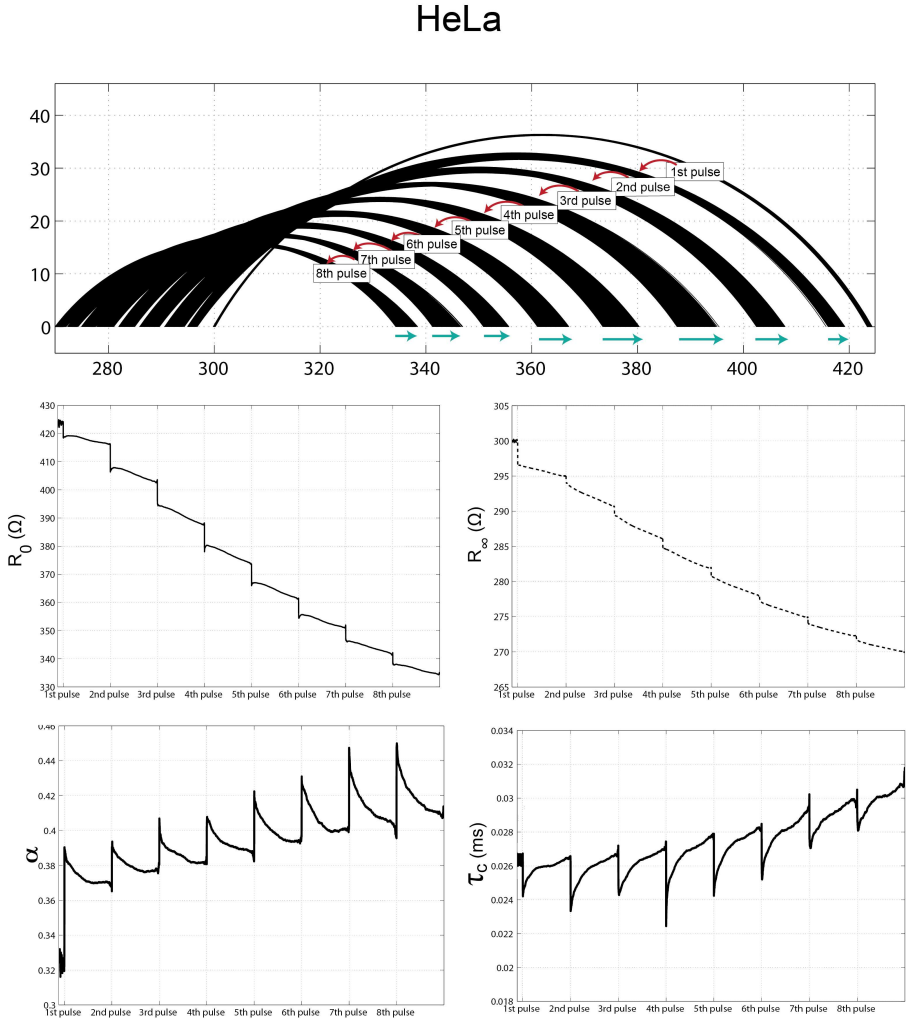 HeLa
40
30
20
10
0
1st pulse
2nd pulse
3rd pulse
4th pulse
5th pulse
6th pulse
7th pulse
8th pulse
280 300 320 340 360 380 400 420
R0 (Ω)
430
420
410
400
390
380
370
360
350
340
330
1st pulse 2nd pulse 3rd pulse 4th pulse 5th pulse 6th pulse 7th pulse 8th pulse
R∞ (Ω)
305
300
295
290
285
280
275
270
265
1st pulse 2nd pulse 3rd pulse 4th pulse 5th pulse 6th pulse 7th pulse 8th pulse
α
0.46
0.44
0.42
0.4
0.38
0.36
0.34
0.32
0.3
1st pulse 2nd pulse 3rd pulse 4th pulse 5th pulse 6th pulse 7th pulse 8th pulse
τC (ms)
0.034
0.032
0.03
0.028
0.026
0.024
0.022
0.02
0.018
1st pulse 2nd pulse 3rd pulse 4th pulse 5th pulse 6th pulse 7th pulse 8th pulse